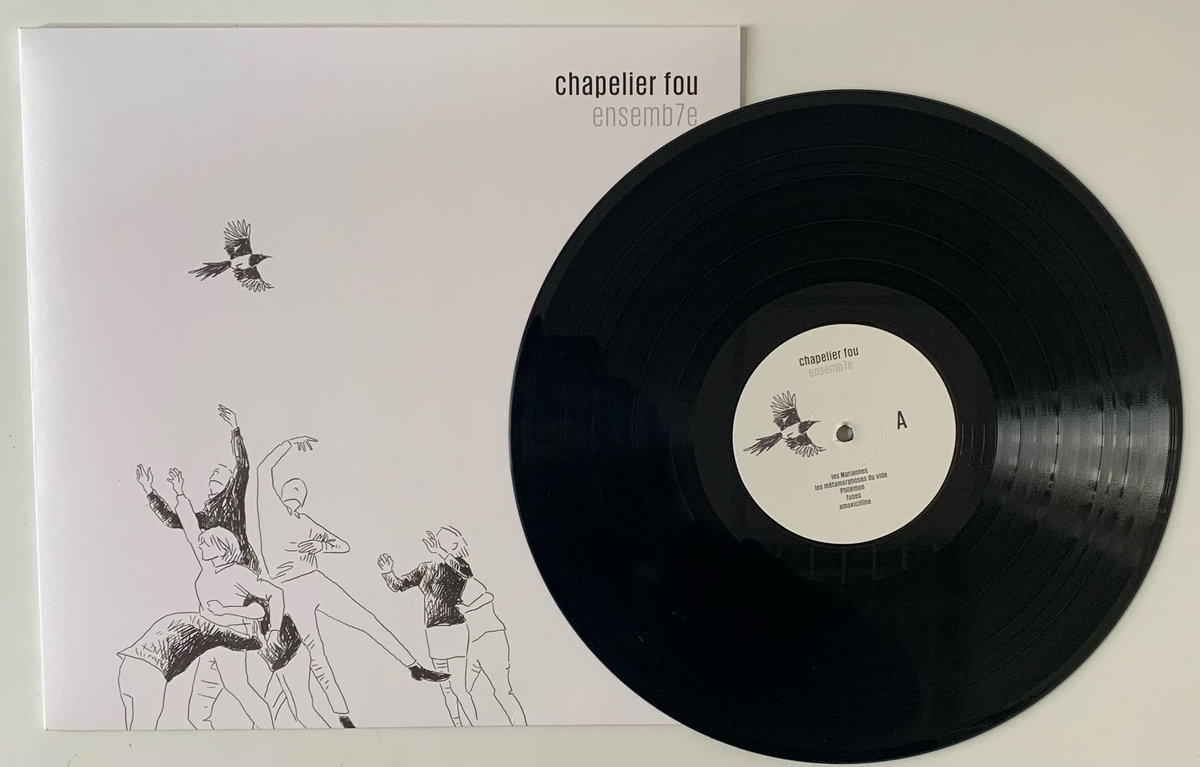 chapelier fou
ensemb7e
chapelier fou
ensemb7e
A
les Mariannes
les métamorphoses du vide
Philémon
fuses
amoxicilline